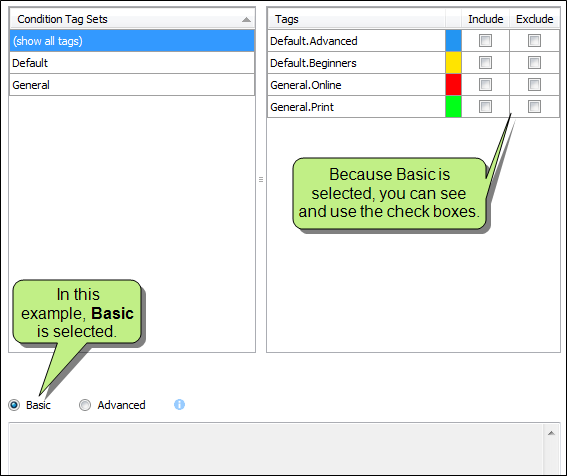 Condition Tag Sets
(show all tags)
Default
General
Tags Include Exclude
Default.Advanced
Default.Beginners
General.Online
General.Print
Because Basic is
selected, you can see
and use the check boxes.
In this
example, Basic
is selected.
Basic Advanced